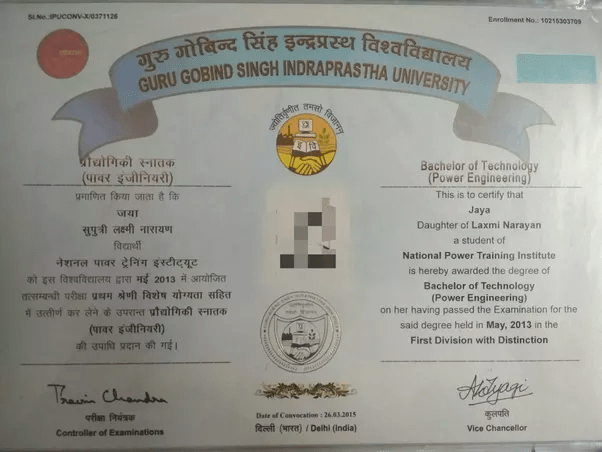 Sl.No.:IPUCONV-X/0371126
Enrollment No.: 10215303709
गुरु गोबिन्द सिंह इन्द्रप्रस्थ विश्वविद्यालय
GURU GOBIND SINGH INDRAPRASTHA UNIVERSITY
प्रौद्योगिकी स्नातक
(पावर इंजीनियरी)
प्रमाणित किया जाता है कि
जया
सुपुत्री लक्ष्मी नारायण
विद्यार्थी
नेशनल पावर ट्रेनिंग इंस्टीट्यूट
को इस विश्वविद्यालय द्वारा मई 2013 में आयोजित
तत्सम्बन्धी परीक्षा प्रथम श्रेणी विशेष योग्यता सहित
में उत्तीर्ण कर लेने के उपरान्त प्रौद्योगिकी स्नातक
(पावर इंजीनियरी)
की उपाधि प्रदान की गई।
Bachelor of Technology
(Power Engineering)
This is to certify that
Jaya
Daughter of Laxmi Narayan
a student of
National Power Training Institute
is hereby awarded the degree of
Bachelor of Technology
(Power Engineering)
on her having passed the Examination for the
said degree held in May, 2013 in the
First Division with Distinction
Pravin Chandra
परीक्षा नियंत्रक
Controller of Examinations
Date of Convocation : 26.03.2015
दिल्ली (भारत) / Delhi (India)
कुलपति
Vice Chancellor